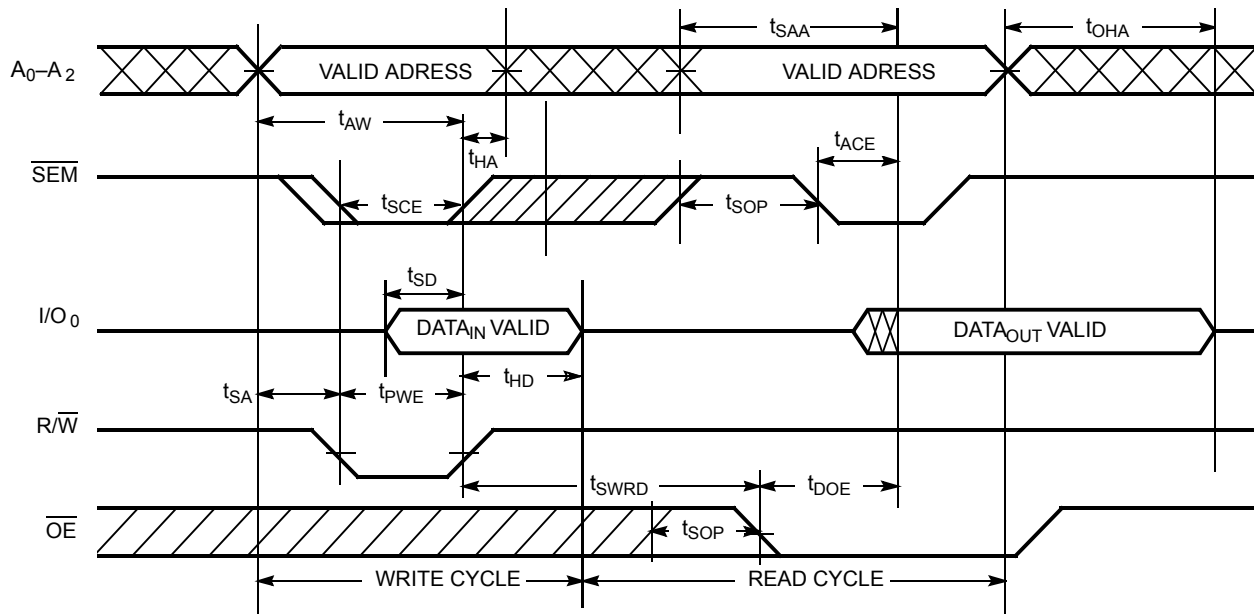 tSAA
tOHA
A0–A2
VALID ADRESS
VALID ADRESS
tAW
tHA
tACE
SEM
tSCE
tSOP
tSD
I/O0
DATAIN VALID
DATAOUT VALID
tSA
tPWE
tHD
R/W
tSWRD
tDOE
OE
tSOP
WRITE CYCLE
READ CYCLE